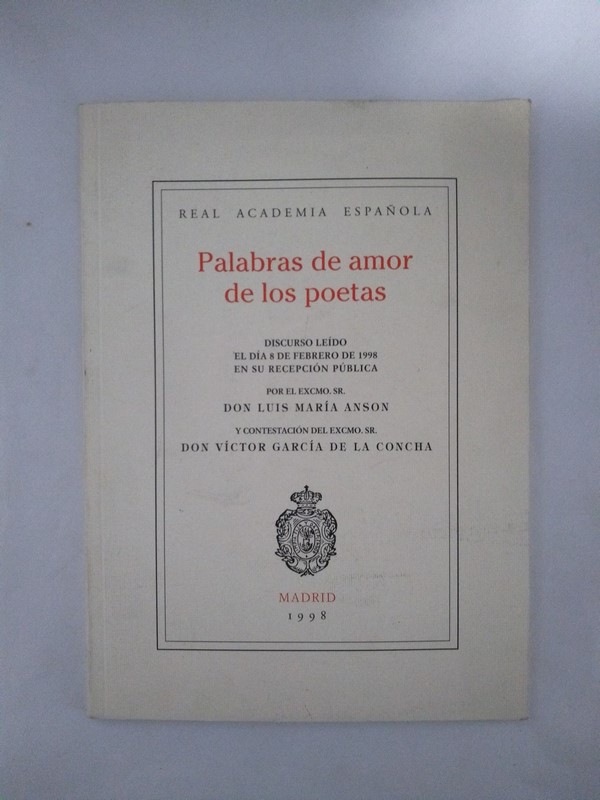 REAL ACADEMIA ESPAÑOLA
Palabras de amor
de los poetas
DISCURSO LEÍDO
EL DÍA 8 DE FEBRERO DE 1998
EN SU RECEPCIÓN PÚBLICA
POR EL EXCMO. SR.
DON LUIS MARÍA ANSON
Y CONTESTACIÓN DEL EXCMO. SR.
DON VÍCTOR GARCÍA DE LA CONCHA
MADRID
1998